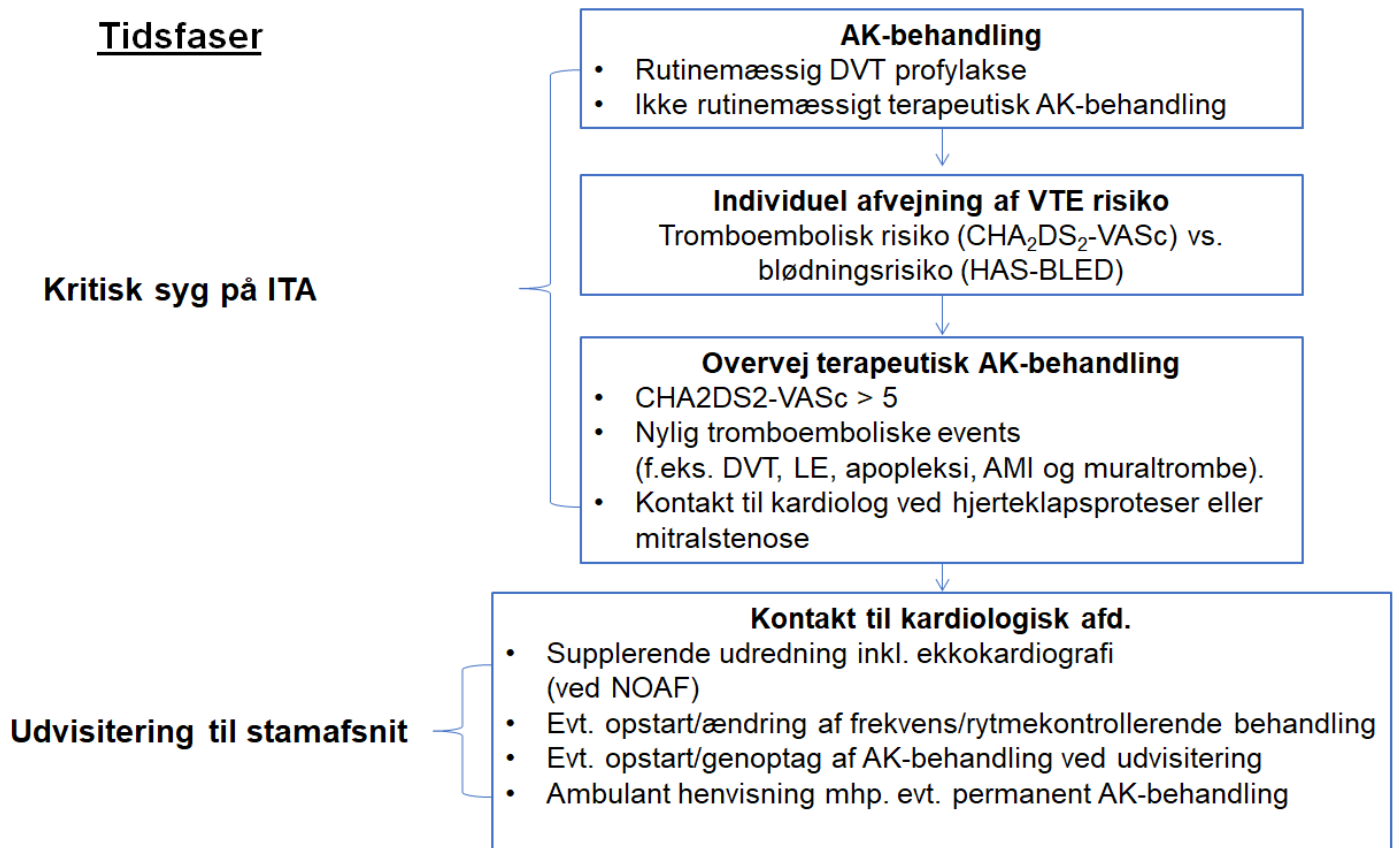 Tidsfaser
AK-behandling
• Rutinemæssig DVT profylakse
• Ikke rutinemæssigt terapeutisk AK-behandling
Individuel afvejning af VTE risiko
Tromboembolisk risiko (CHA₂DS₂-VASc) vs.
blødningsrisiko (HAS-BLED)
Kritisk syg på ITA
Overvej terapeutisk AK-behandling
• CHA2DS2-VASc > 5
• Nylig tromboemboliske events
(f.eks. DVT, LE, apopleksi, AMI og muraltrombe).
• Kontakt til kardiolog ved hjerteklapsproteser eller
mitralstenose
Kontakt til kardiologisk afd.
• Supplerende udredning inkl. ekkokardiografi
(ved NOAF)
• Evt. opstart/ændring af frekvens/rytmekontrollerende behandling
• Evt. opstart/genoptag af AK-behandling ved udvisitering
• Ambulant henvisning mhp. evt. permanent AK-behandling
Udvisitering til stamafsnit